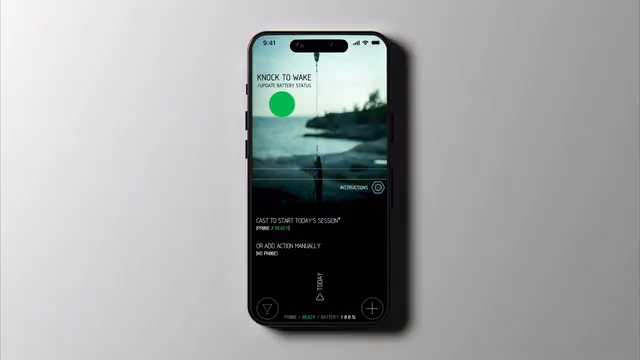 9:41
KNOCK TO WAKE
/UPDATE BATTERY STATUS
INSTRUCTIONS
CAST TO START TODAY'S SESSION*
[PROBE / READY]
OR ADD ACTION MANUALLY
[NO PROBE]
TODAY
PROBE / READY / BATTERY: 100%